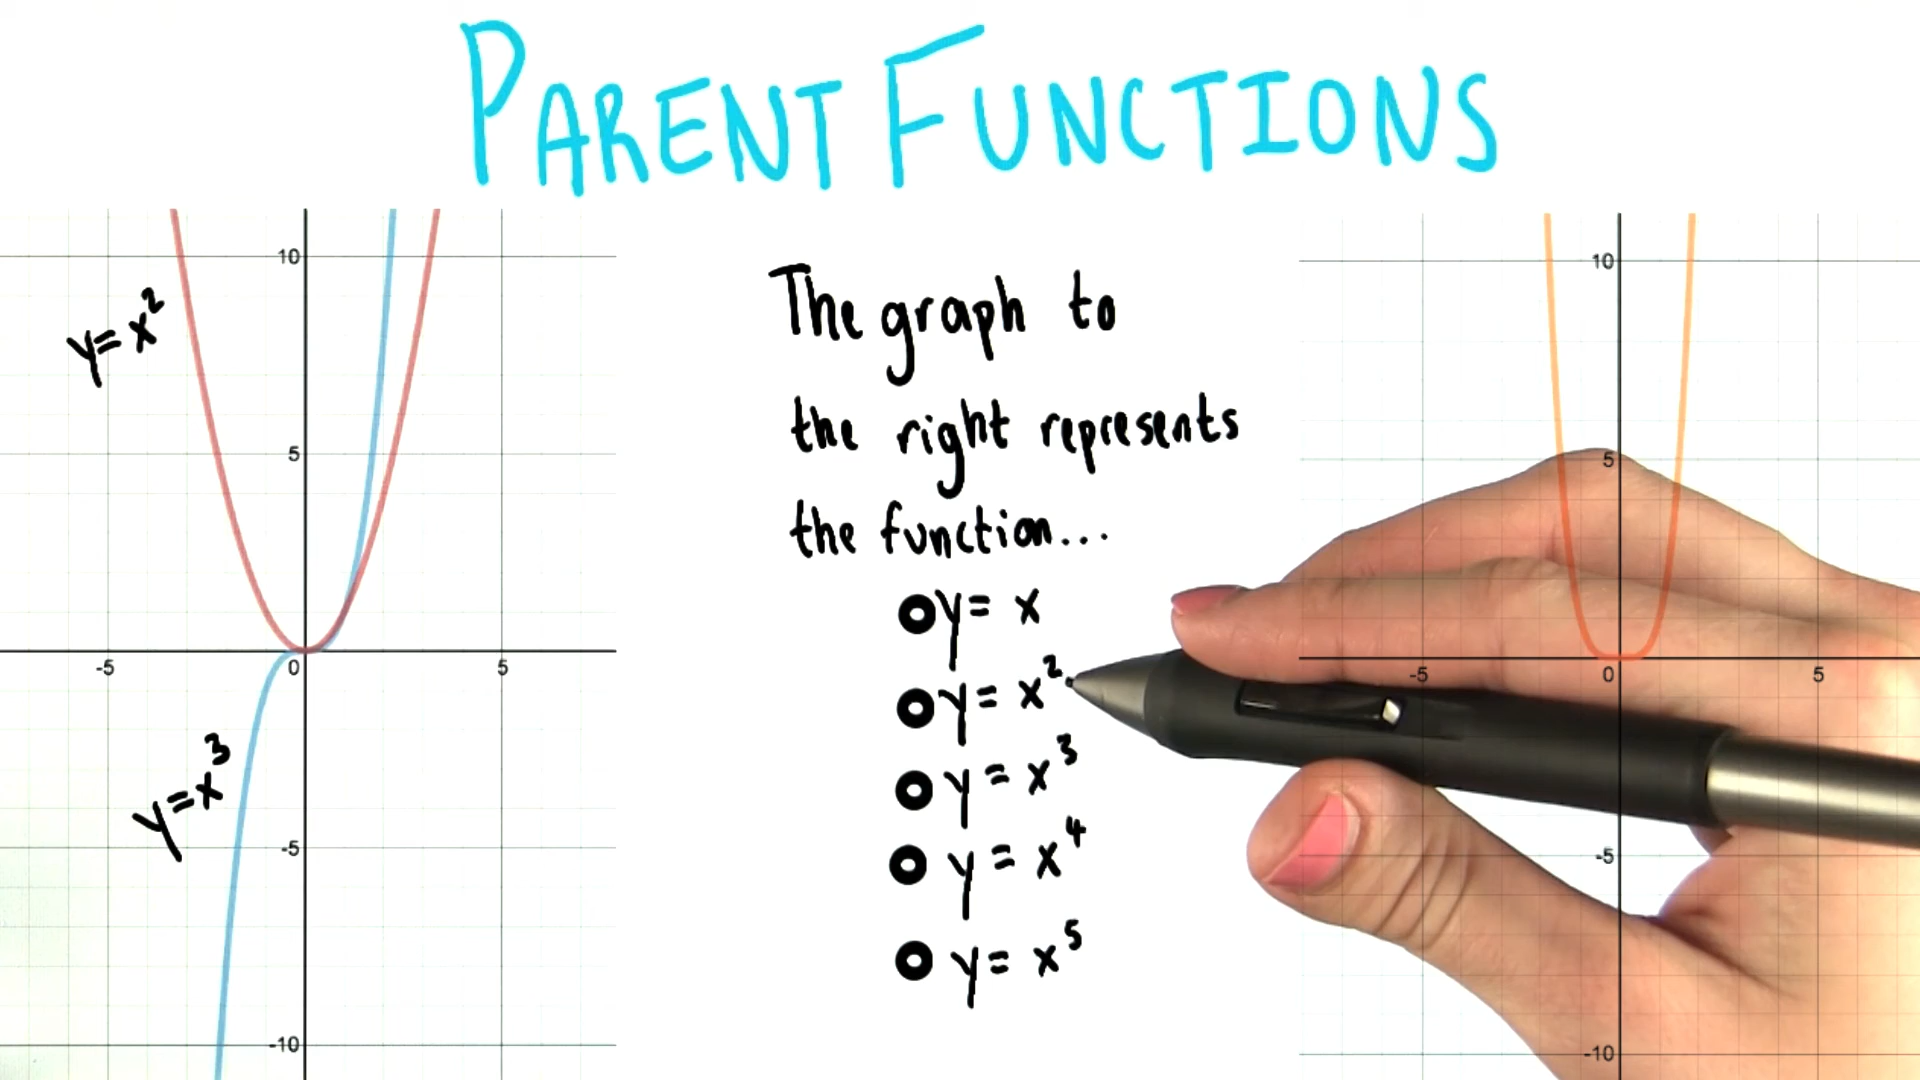 PARENT FUNCTIONS
10
5
-5
0
5
-5
-10
y=x²
y=x³
The graph to
the right represents
the function...
y= x
y= x²
y = x³
y = x⁴
y= x⁵
10
5
-5
0
5
-5
-10